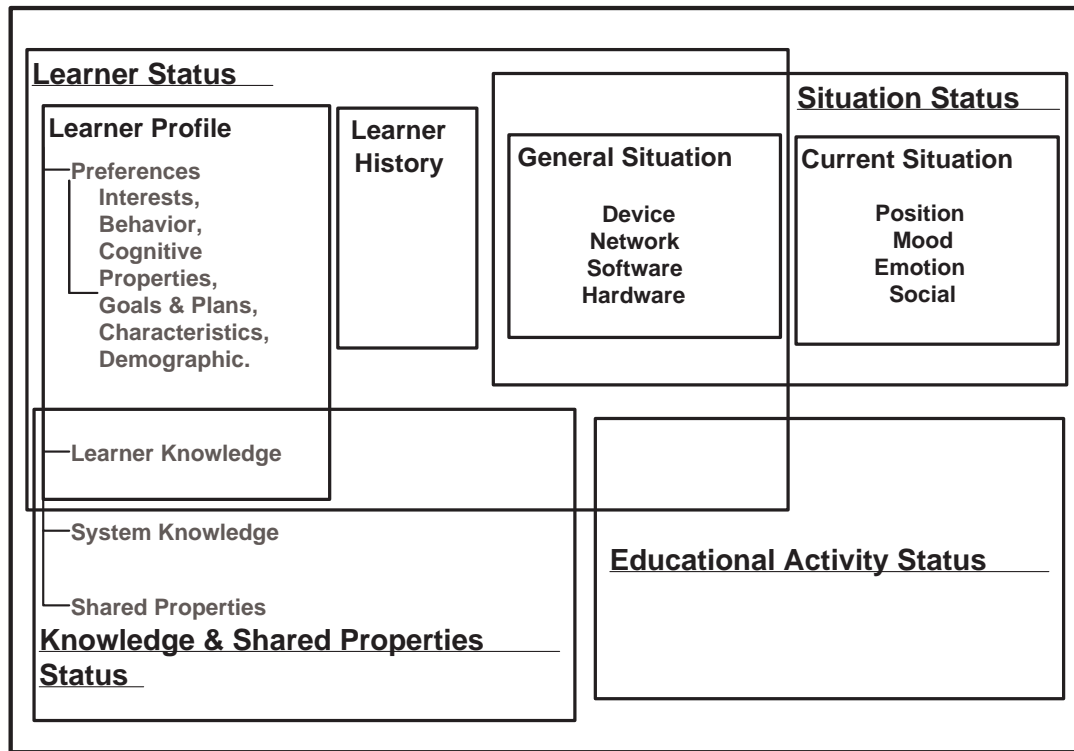 Learner Status
Learner Profile
Preferences
Interests,
Behavior,
Cognitive
Properties,
Goals & Plans,
Characteristics,
Demographic.
Learner
History
Situation Status
General Situation
Device
Network
Software
Hardware
Current Situation
Position
Mood
Emotion
Social
Learner Knowledge
System Knowledge
Shared Properties
Knowledge & Shared Properties
Status
Educational Activity Status